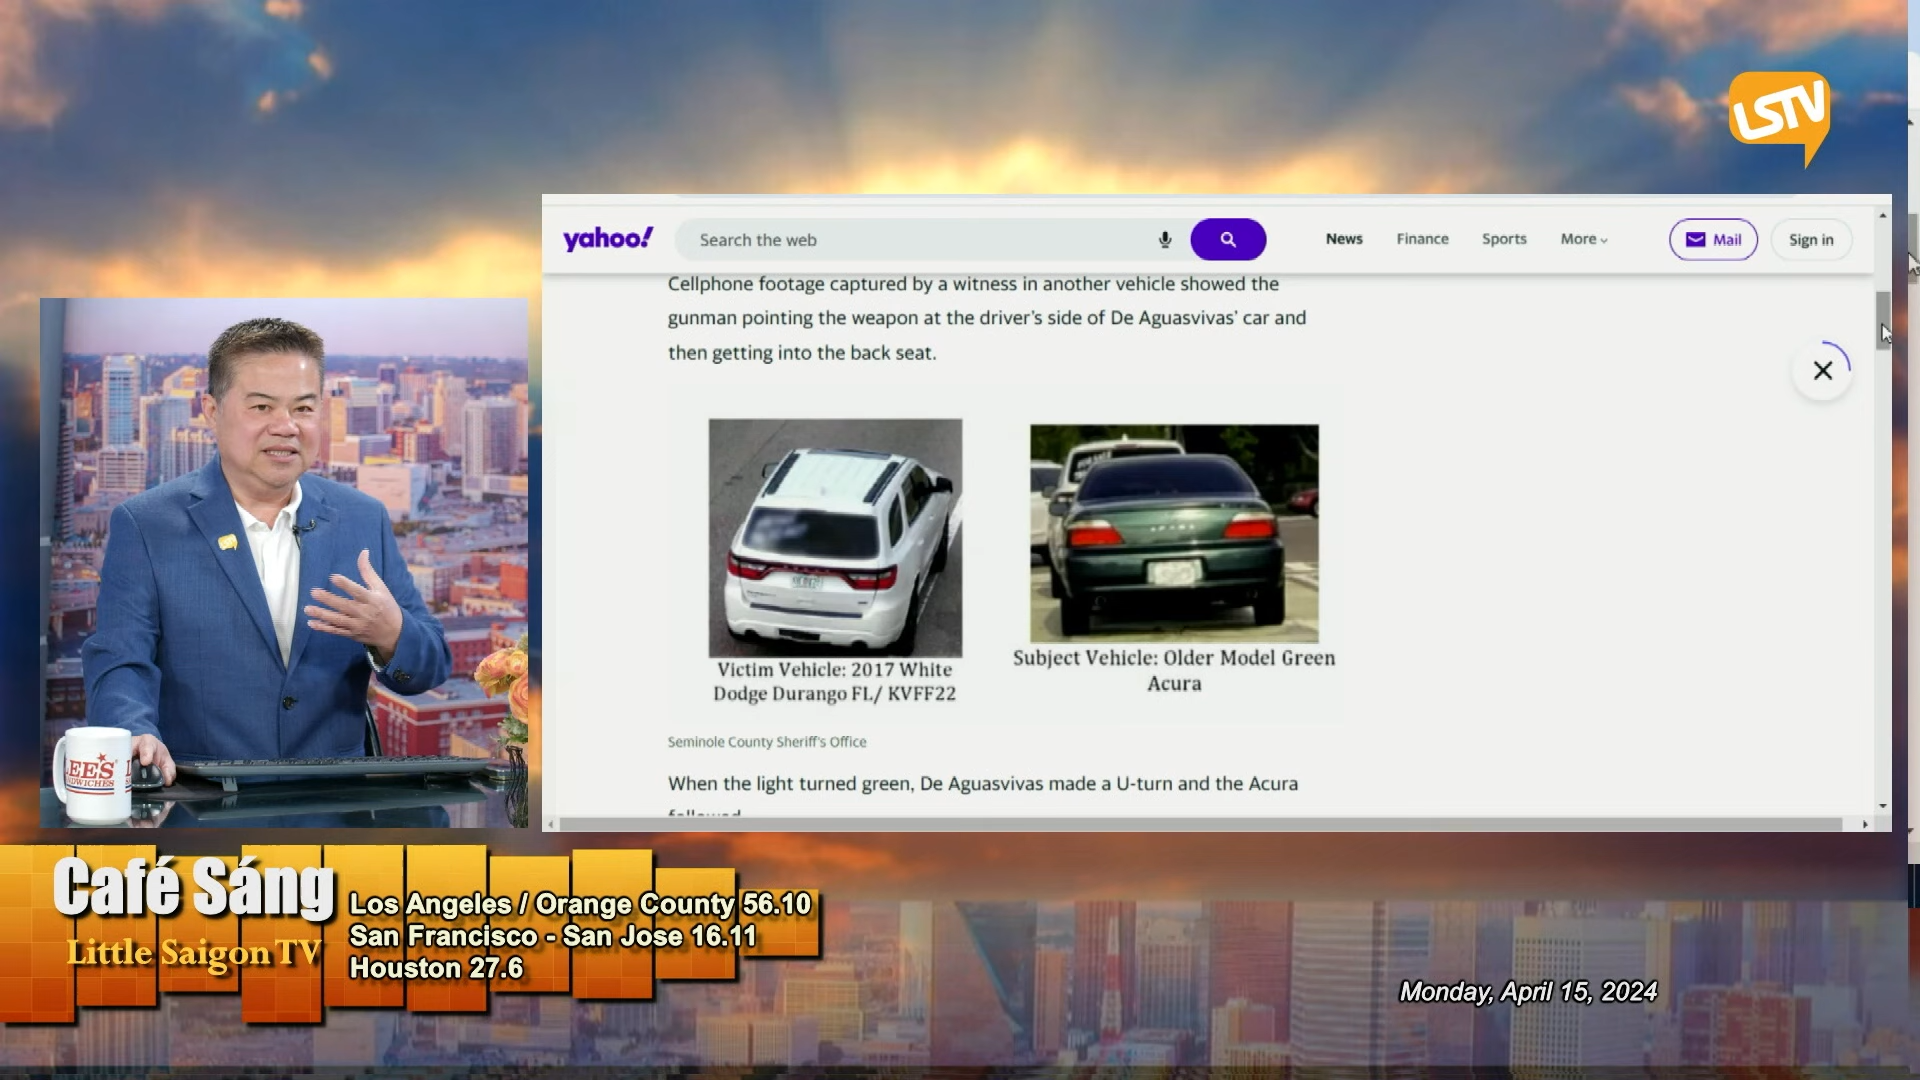 LSTV
yahoo!
Search the web
News
Finance
Sports
More
Mail
Sign in
Cellphone footage captured by a witness in another vehicle showed the
gunman pointing the weapon at the driver's side of De Aguasvivas' car and
then getting into the back seat.
Victim Vehicle: 2017 White
Dodge Durango FL/ KVFF22
Subject Vehicle: Older Model Green
Acura
Seminole County Sheriff's Office
When the light turned green, De Aguasvivas made a U-turn and the Acura
LEE'S
SANDWICHES
Café Sáng
Little Saigon TV
Los Angeles / Orange County 56.10
San Francisco - San Jose 16.11
Houston 27.6
Monday, April 15, 2024